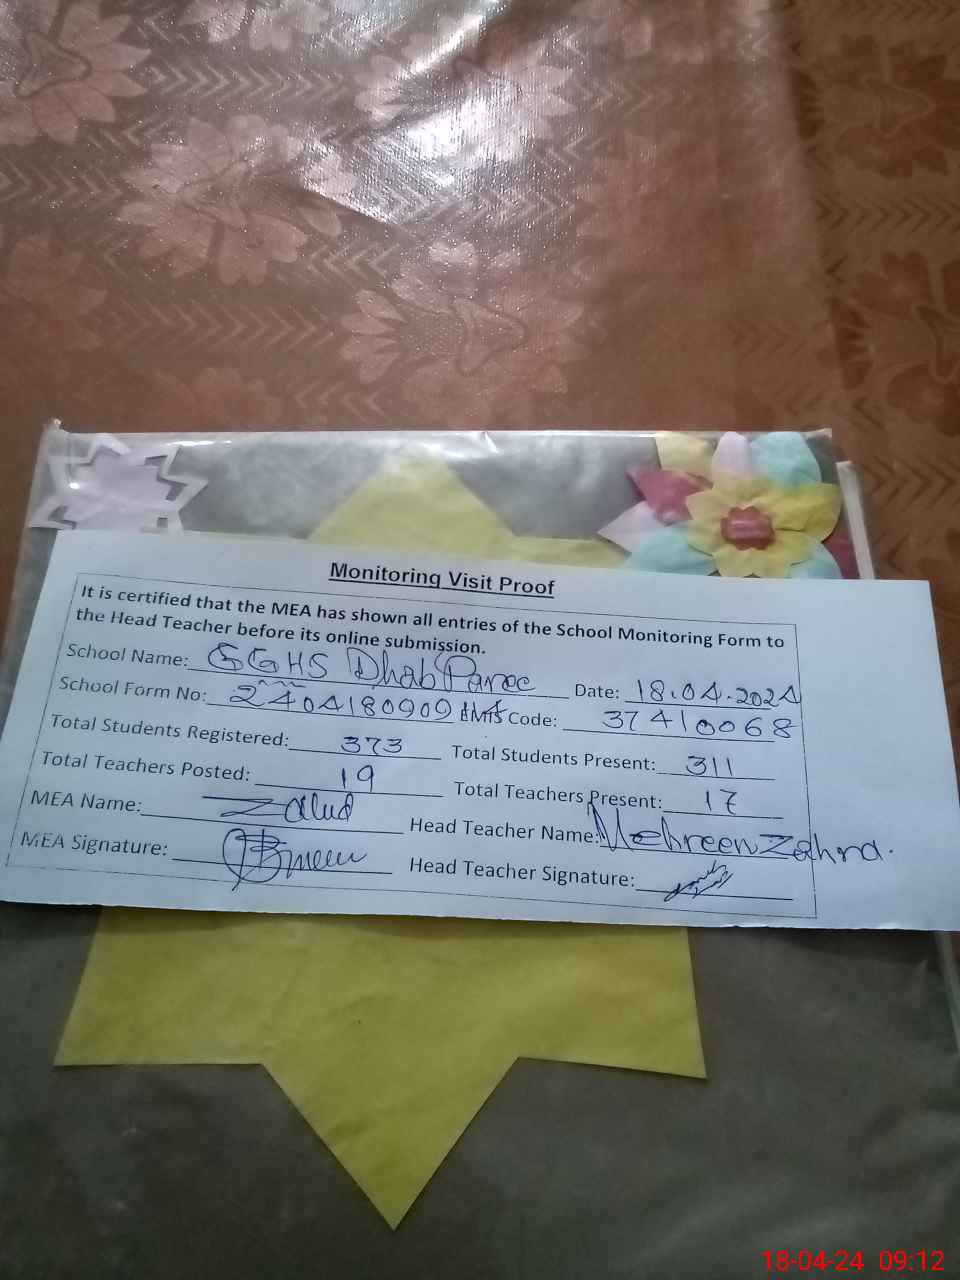 Monitoring Visit Proof
It is certified that the MEA has shown all entries of the School Monitoring Form to
the Head Teacher before its online submission.
School Name: GGHS Dhab Paree Date: 18.04.2024
School Form No: 240418090914 EMIS Code: 37410068
Total Students Registered: 373 Total Students Present: 311
Total Teachers Posted: 19 Total Teachers Present: 17
MEA Name: Head Teacher Name: Mehreen Zahra.
MEA Signature: Head Teacher Signature:
18-04-24 09:12